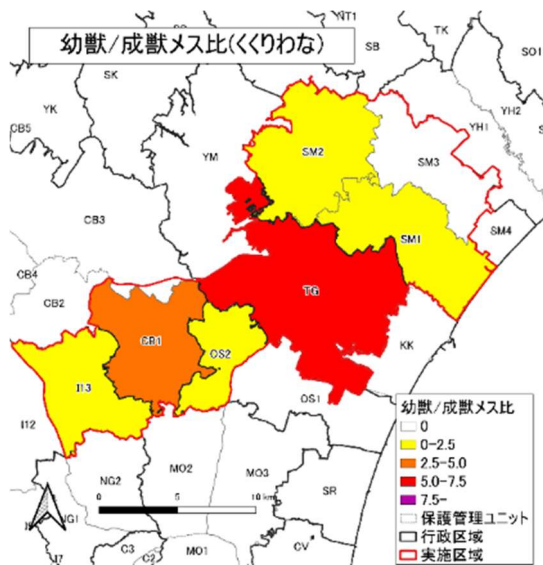 幼獣/成獣メス比(くくりわな)
NT1
TK
SB
SO1
SK
YK
YH2
CB5
YH1
YM
SM2
SM3
CB3
SM1
SM4
CB4
TG
CB2
CB1
KK
OS2
I13
OS1
I12
幼獣/成獣メス比
0
0-2.5
2.5-5.0
5.0-7.5
7.5-
保護管理ユニット
行政区域
実施区域
NG2
MO2
MO3
SR
0 5 10 km
NG1
C3
C2
MO1
CV